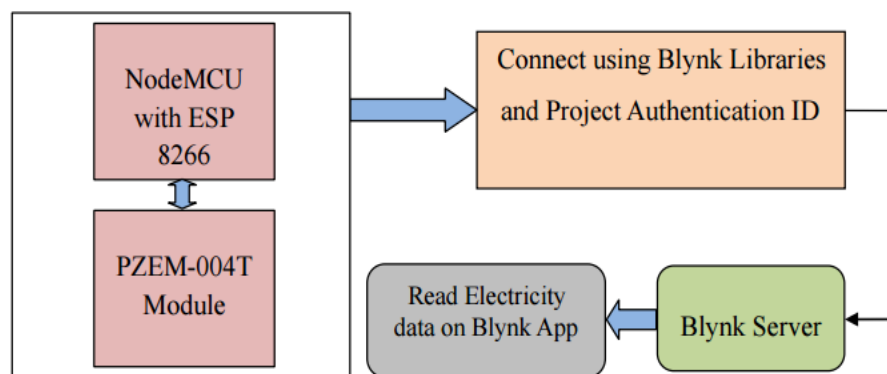 NodeMCU
with ESP
8266
PZEM-004T
Module
Connect using Blynk Libraries
and Project Authentication ID
Blynk Server
Read Electricity
data on Blynk App